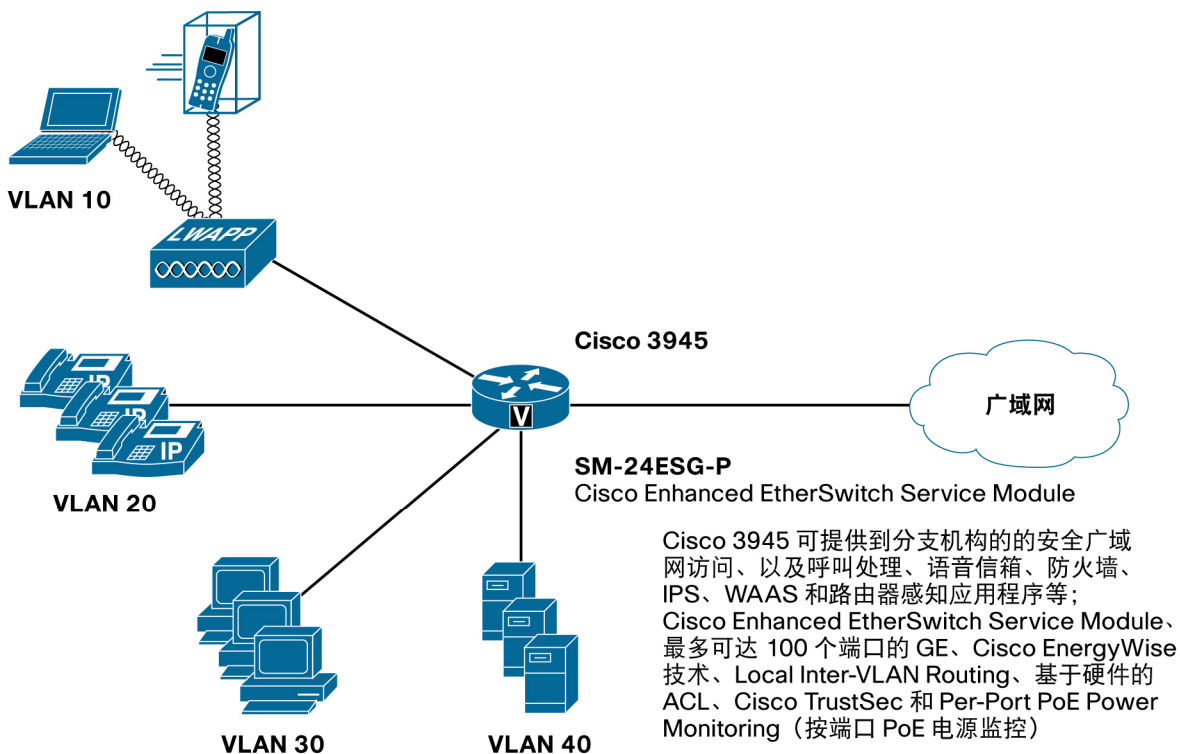 VLAN 10
LWAPP
Cisco 3945
广域网
V
IP
IP
IP
VLAN 20
SM-24ESG-P
Cisco Enhanced EtherSwitch Service Module
Cisco 3945 可提供到分支机构的的安全广域
网访问、以及呼叫处理、语音信箱、防火墙、
IPS、WAAS 和路由器感知应用程序等；
Cisco Enhanced EtherSwitch Service Module、
最多可达 100 个端口的 GE、Cisco EnergyWise
技术、Local Inter-VLAN Routing、基于硬件的
ACL、Cisco TrustSec 和 Per-Port PoE Power
Monitoring（按端口 PoE 电源监控）
VLAN 30
VLAN 40